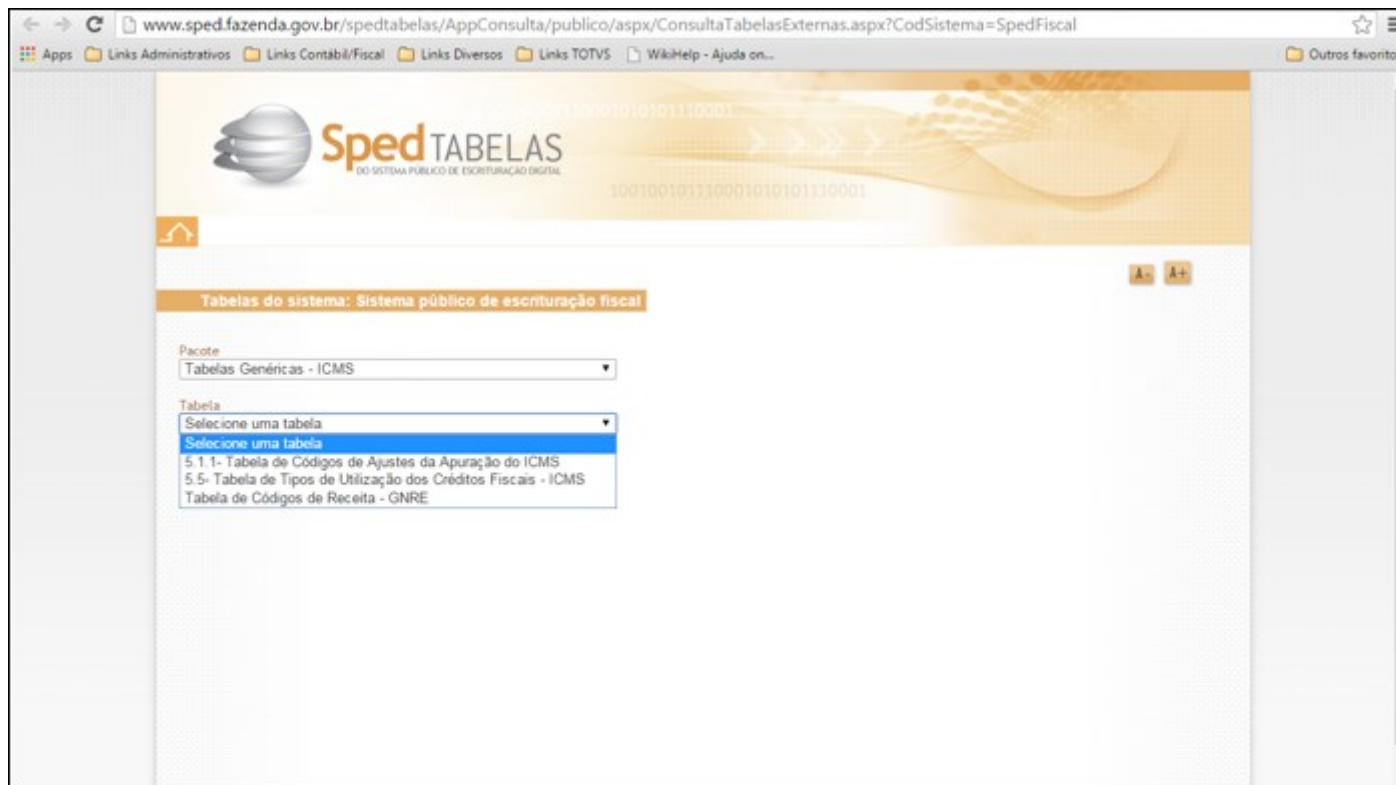 www.sped.fazenda.gov.br/spedtabelas/AppConsulta/publico/aspx/ConsultaTabelasExternas.aspx?CodSistema=SpedFiscal
Apps Links Administrativos Links Contábil/Fiscal Links Diversos Links TOTVS WikiHelp - Ajuda on... Outros favorito
10001010101110001
Sped TABELAS
DO SISTEMA PÚBLICO DE ESCRITURAÇÃO DIGITAL
A- A+
Tabelas do sistema: Sistema público de escrituração fiscal
Pacote
Tabelas Genéricas - ICMS
Tabela
Selecione uma tabela
Selecione uma tabela
5.1.1- Tabela de Códigos de Ajustes da Apuração do ICMS
5.5- Tabela de Tipos de Utilização dos Créditos Fiscais - ICMS
Tabela de Códigos de Receita - GNRE